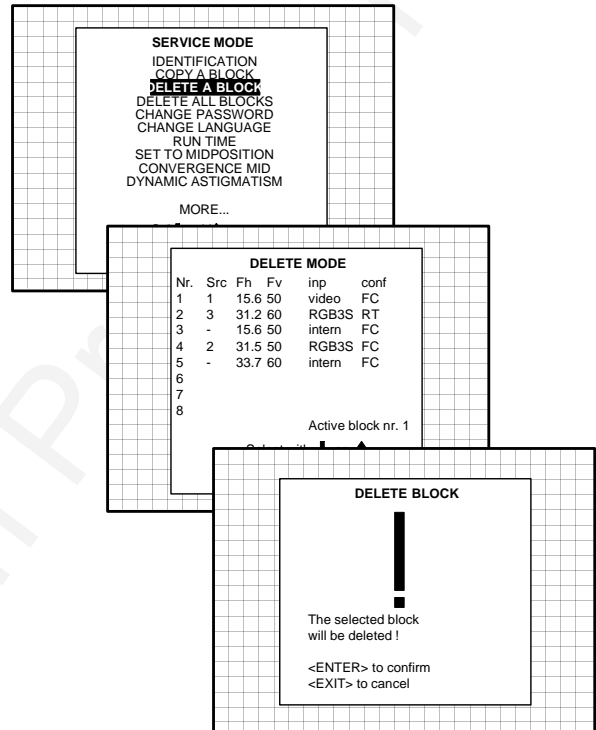 SERVICE MODE
IDENTIFICATION
COPY A BLOCK
DELETE A BLOCK
DELETE ALL BLOCKS
CHANGE PASSWORD
CHANGE LANGUAGE
RUN TIME
SET TO MIDPOSITION
CONVERGENCE MID
DYNAMIC ASTIGMATISM
MORE...
DELETE MODE
Nr. Src Fh Fv inp conf
1 1 15.6 50 video FC
2 3 31.2 60 RGB3S RT
3 - 15.6 50 intern FC
4 2 31.5 50 RGB3S FC
5 - 33.7 60 intern FC
6
7
8
Active block nr. 1
DELETE BLOCK
!
The selected block
will be deleted !
<ENTER> to confirm
<EXIT> to cancel